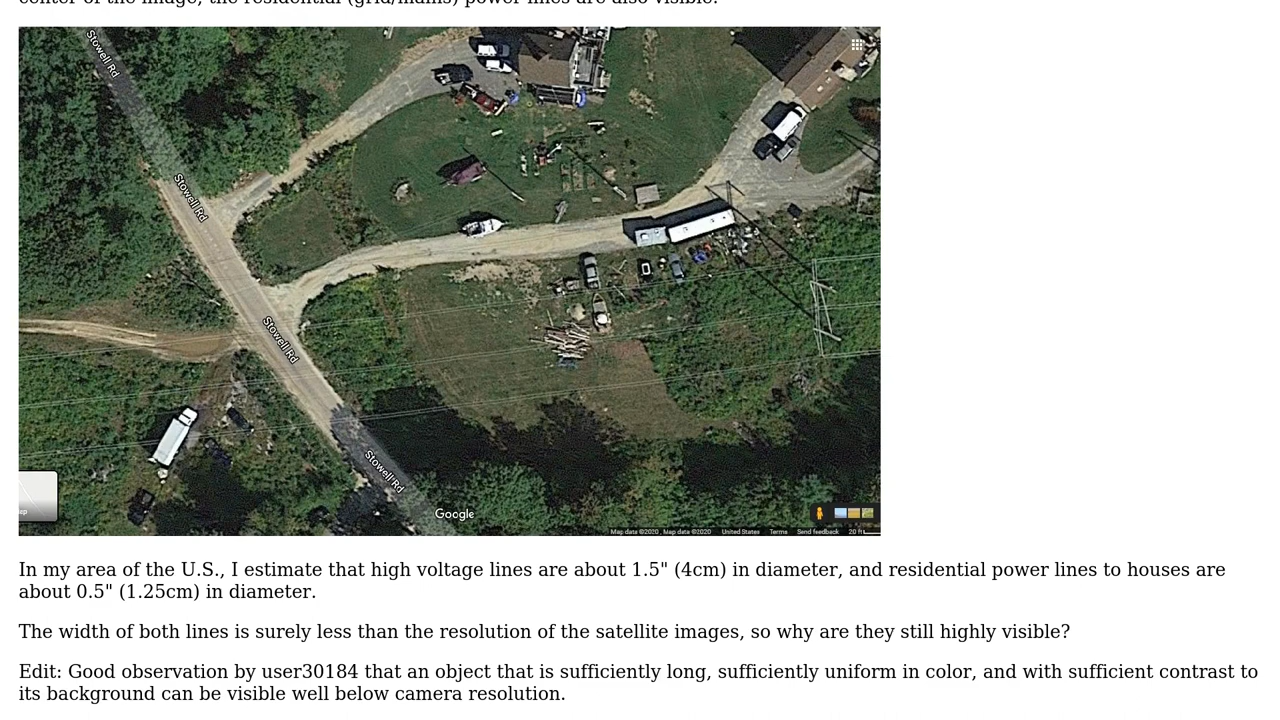 center of the image, the residential (grid/mains) power lines are also visible.
Stowell Rd
Stowell Rd
Stowell Rd
Stowell Rd
Google
Map data ©2020 , Map data ©2020 United States Terms Send feedback 20 ft
In my area of the U.S., I estimate that high voltage lines are about 1.5" (4cm) in diameter, and residential power lines to houses are
about 0.5" (1.25cm) in diameter.
The width of both lines is surely less than the resolution of the satellite images, so why are they still highly visible?
Edit: Good observation by user30184 that an object that is sufficiently long, sufficiently uniform in color, and with sufficient contrast to
its background can be visible well below camera resolution.